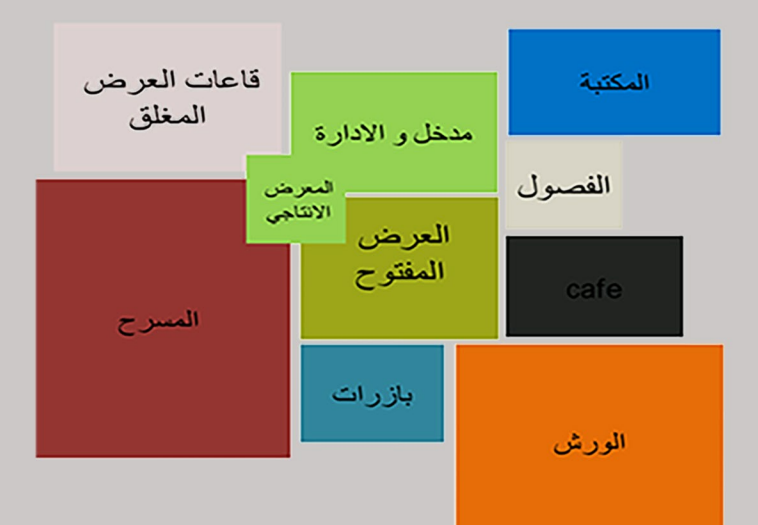 قاعات العرض
المغلق
مدخل و الادارة
المكتبة
المعرض
الانتاجي
الفصول
العرض
المفتوح
cafe
المسرح
بازرات
الورش